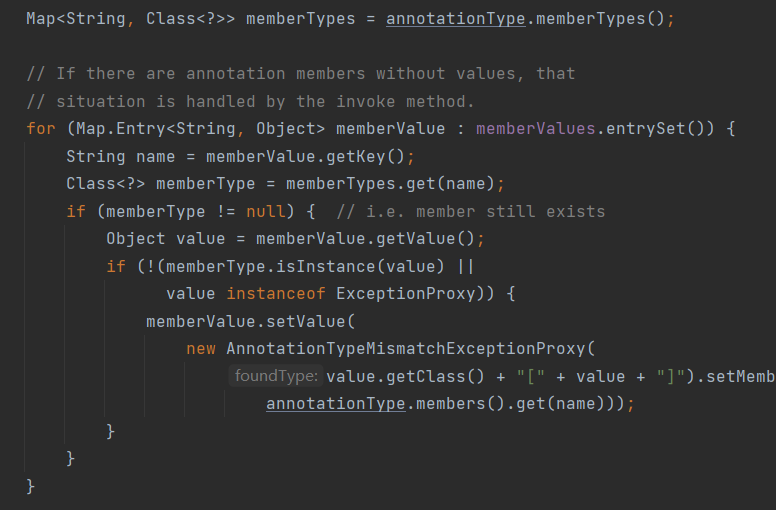 Map<String, Class<?>> memberTypes = annotationType.memberTypes();
// If there are annotation members without values, that
// situation is handled by the invoke method.
for (Map.Entry<String, Object> memberValue : memberValues.entrySet()) {
String name = memberValue.getKey();
Class<?> memberType = memberTypes.get(name);
if (memberType != null) {  // i.e. member still exists
Object value = memberValue.getValue();
if (!(memberType.isInstance(value) ||
value instanceof ExceptionProxy)) {
memberValue.setValue(
new AnnotationTypeMismatchExceptionProxy(
foundType: value.getClass() + "[" + value + "]").setMemb
annotationType.members().get(name)));
}
}
}